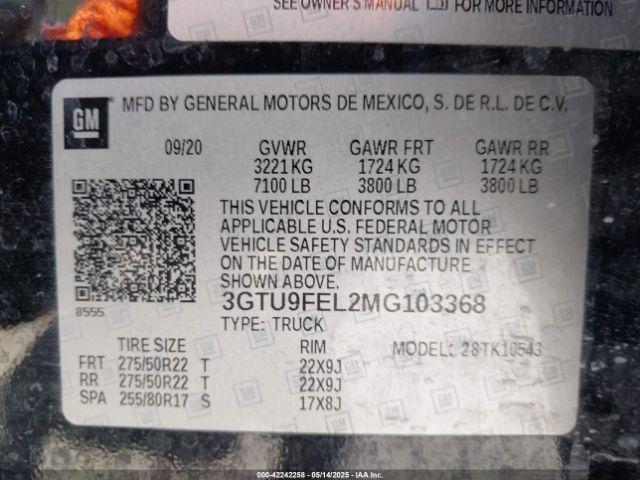 SEE OWNER'S MANUAL FOR MORE INFORMATION
GM
MFD BY GENERAL MOTORS DE MEXICO, S. DE R.L. DE C.V.
09/20 GVWR GAWR FRT GAWR RR
3221 KG 1724 KG 1724 KG
7100 LB 3800 LB 3800 LB
THIS VEHICLE CONFORMS TO ALL
APPLICABLE U.S. FEDERAL MOTOR
VEHICLE SAFETY STANDARDS IN EFFECT
ON THE DATE OF MANUFACTURE
SHOWN ABOVE.
8555
3GTU9FEL2MG103368
TYPE: TRUCK
TIRE SIZE RIM MODEL: 28TK10543
FRT 275/50R22 T 22X9J
RR 275/50R22 T 22X9J
SPA 255/80R17 S 17X8J
000-42242258 - 05/14/2025 - IAA Inc.